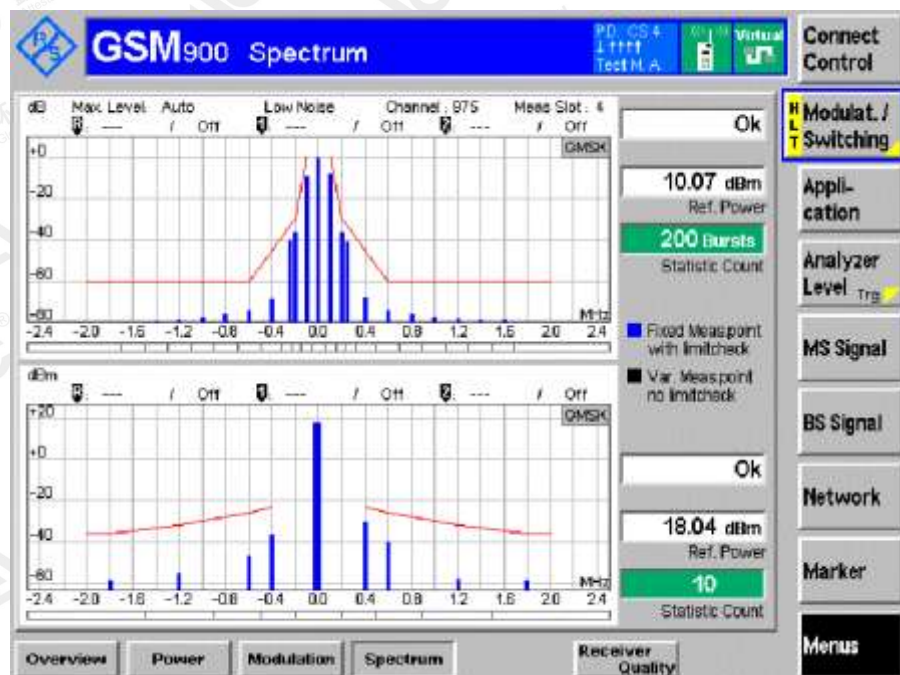 R S
GSM900 Spectrum
PD: CS4
Test M. A
Virtual
Connect Control
dB Max. Level: Auto Low Noise Channel: 975 Meas Slot: 4
--- / Off --- / Off --- / Off
GMSK
+0
-20
-40
-60
-80
MHz
-2.4 -2.0 -1.6 -1.2 -0.8 -0.4 0.0 0.4 0.8 1.2 1.6 2.0 2.4
Ok
10.07 dBm
Ref. Power
200 Bursts
Statistic Count
Fixed Meas point
with limitcheck
Var. Meas point
no limitcheck
dBm
--- / Off --- / Off --- / Off
GMSK
+20
+0
-20
-40
-60
MHz
-2.4 -2.0 -1.6 -1.2 -0.8 -0.4 0.0 0.4 0.8 1.2 1.6 2.0 2.4
Ok
18.04 dBm
Ref. Power
10
Statistic Count
HLT
Modulat. /
Switching
Appli-
cation
Analyzer
Level Trg
MS Signal
BS Signal
Network
Marker
Menus
Overview Power Modulation Spectrum Receiver
Quality